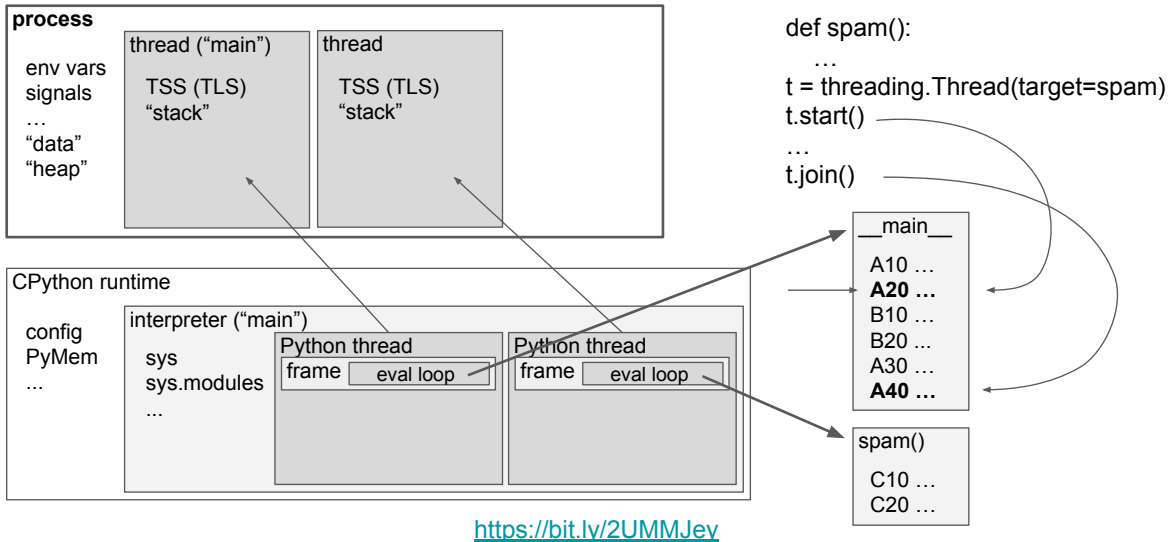 process
env vars
signals
…
“data”
“heap”
thread (“main”)
TSS (TLS)
“stack”
thread
TSS (TLS)
“stack”
def spam():
…
t = threading.Thread(target=spam)
t.start()
…
t.join()
CPython runtime
config
PyMem
...
interpreter (“main”)
sys
sys.modules
...
Python thread
frame
eval loop
Python thread
frame
eval loop
__main__
A10 …
A20 …
B10 …
B20 ...
A30 …
A40 …
spam()
C10 …
C20 …
https://bit.ly/2UMMJey